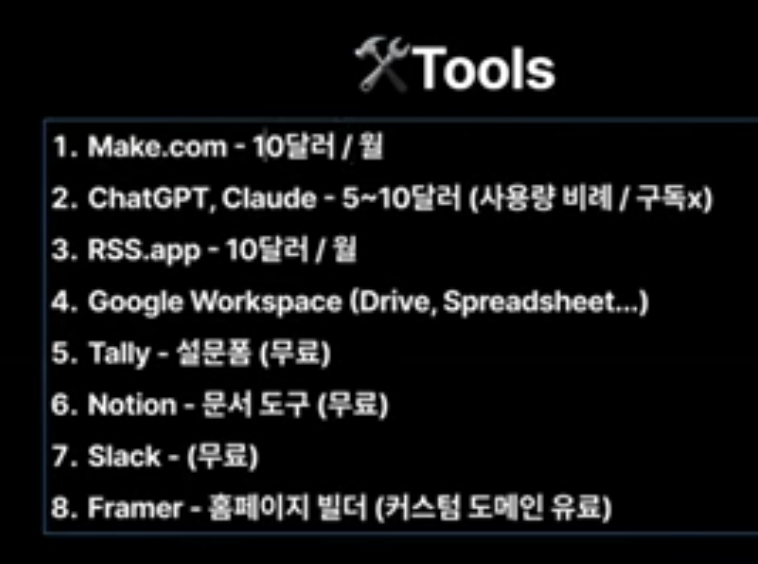 🛠Tools
1. Make.com - 10달러 / 월
2. ChatGPT, Claude - 5~10달러 (사용량 비례 / 구독x)
3. RSS.app - 10달러 / 월
4. Google Workspace (Drive, Spreadsheet...)
5. Tally - 설문폼 (무료)
6. Notion - 문서 도구 (무료)
7. Slack - (무료)
8. Framer - 홈페이지 빌더 (커스텀 도메인 유료)